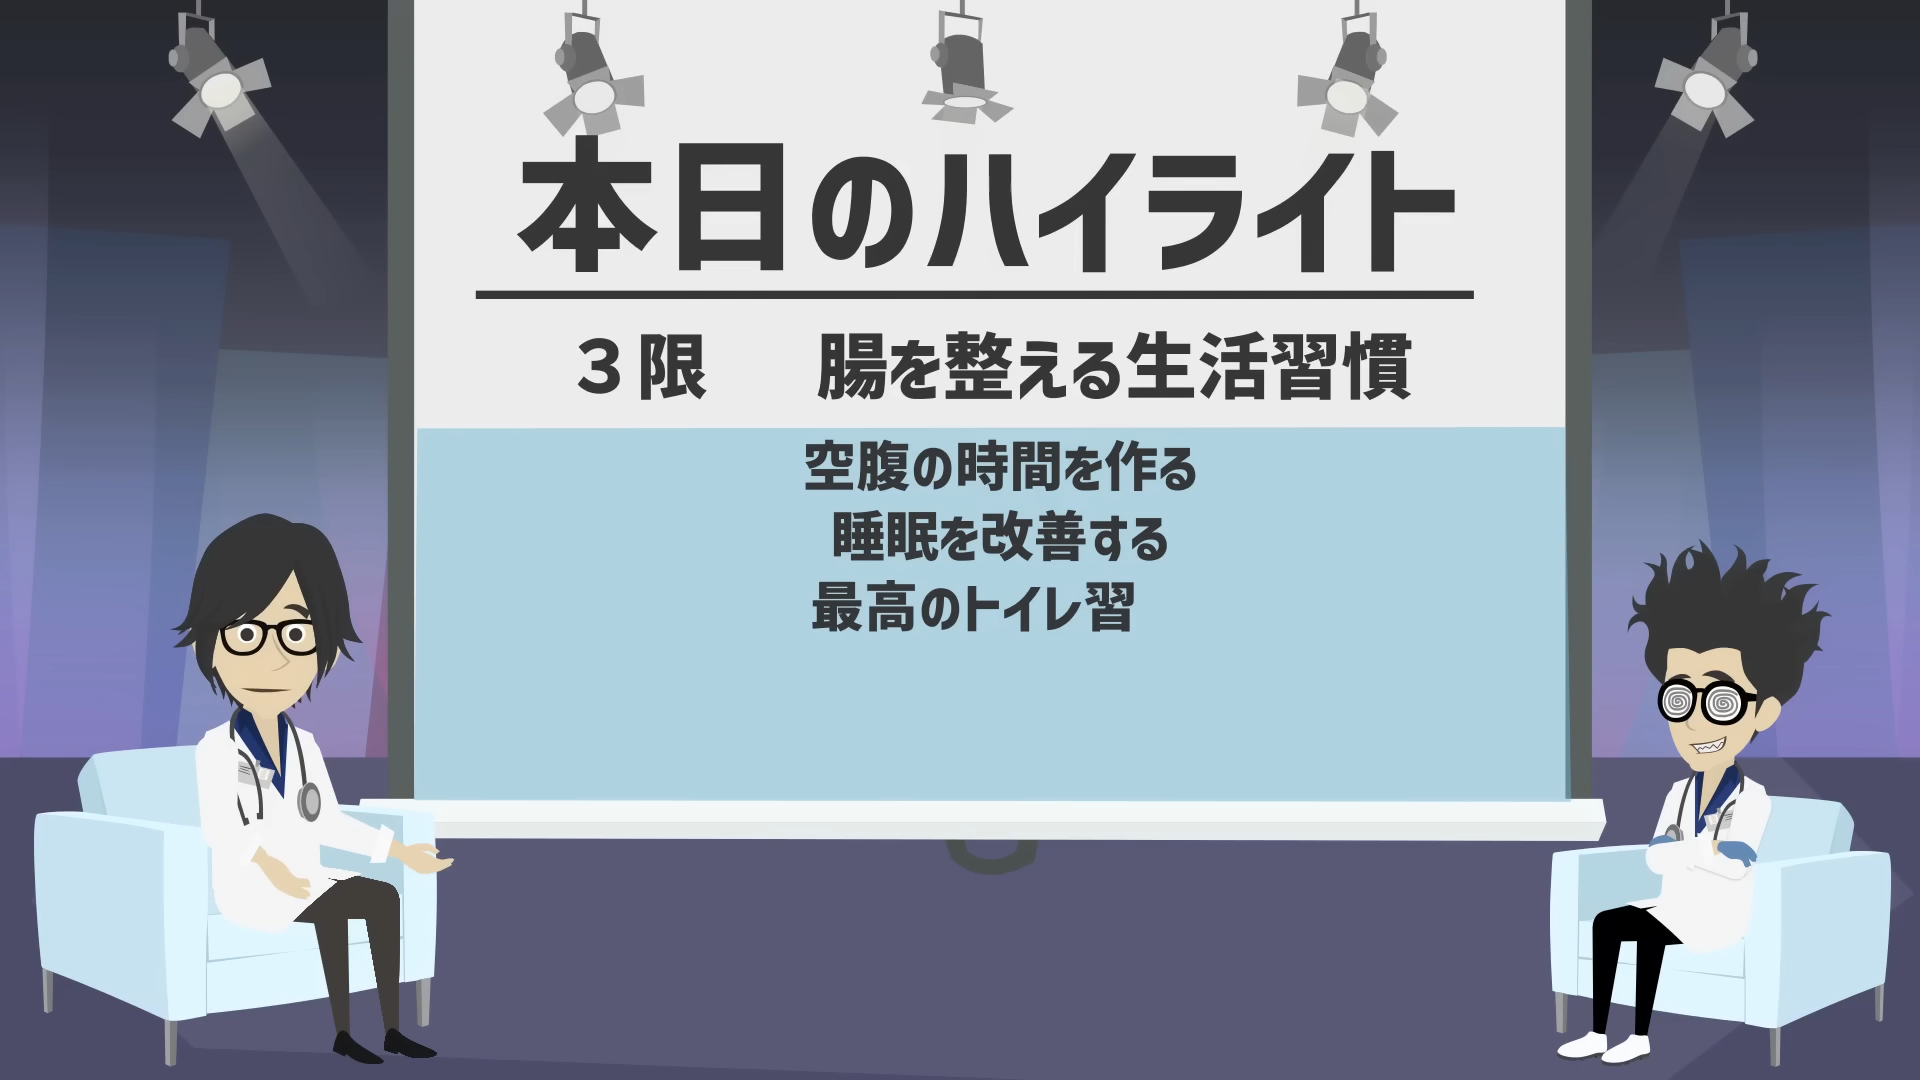 本日のハイライト
３限　　腸を整える生活習慣
空腹の時間を作る
睡眠を改善する
最高のトイレ習